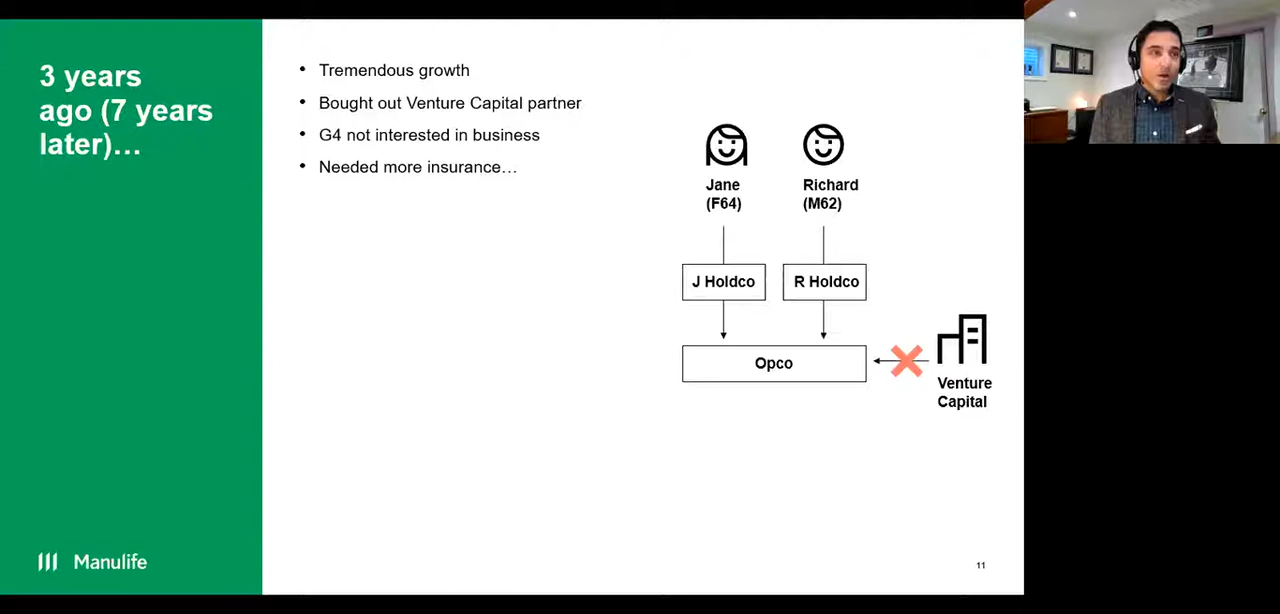 3 years
ago (7 years
later)…
Tremendous growth
Bought out Venture Capital partner
G4 not interested in business
Needed more insurance…
Jane
(F64)
Richard
(M62)
J Holdco
R Holdco
Opco
Venture
Capital
Manulife
11